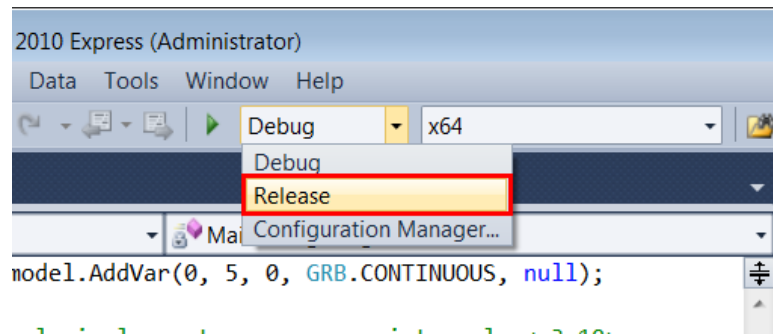 2010 Express (Administrator)
Data Tools Window Help
Debug x64
Debug
Release
Configuration Manager...
model.AddVar(0, 5, 0, GRB.CONTINUOUS, null);